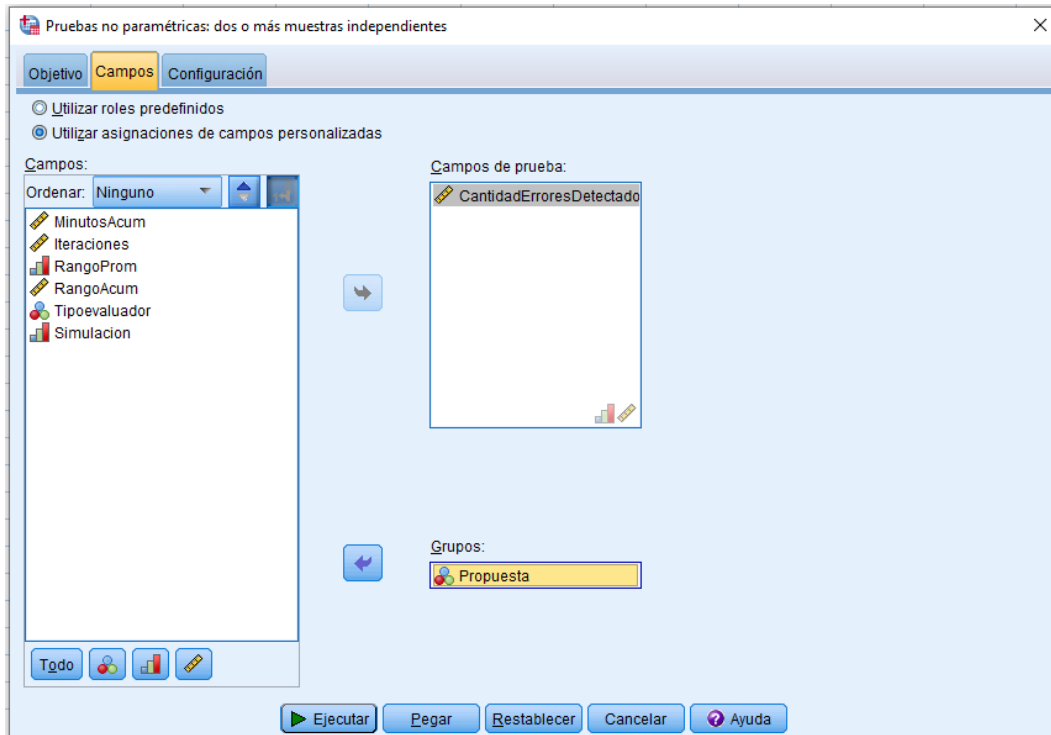 Pruebas no paramétricas: dos o más muestras independientes
Objetivo Campos Configuración
Utilizar roles predefinidos
Utilizar asignaciones de campos personalizadas
Campos:
Ordenar: Ninguno
MinutosAcum
Iteraciones
RangoProm
RangoAcum
Tipoevaluador
Simulacion
Todo
Campos de prueba:
CantidadErroresDetectado
Grupos:
Propuesta
Ejecutar Pegar Restablecer Cancelar Ayuda